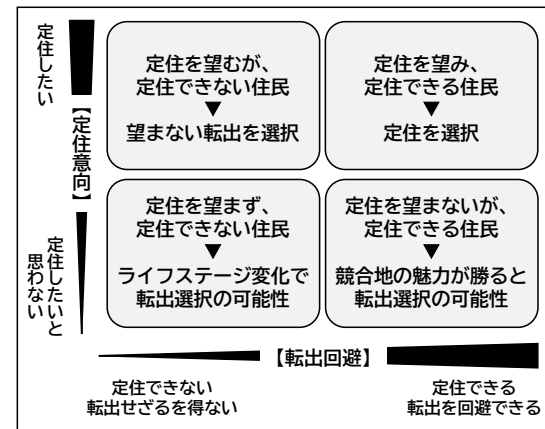 定住したい
【定住意向】
定住したいと
思わない
定住を望むが、
定住できない住民
▼
望まない転出を選択
定住を望み、
定住できる住民
▼
定住を選択
定住を望まず、
定住できない住民
▼
ライフステージ変化で
転出選択の可能性
定住を望まないが、
定住できる住民
▼
競合地の魅力が勝ると
転出選択の可能性
【転出回避】
定住できない
転出せざるを得ない
定住できる
転出を回避できる